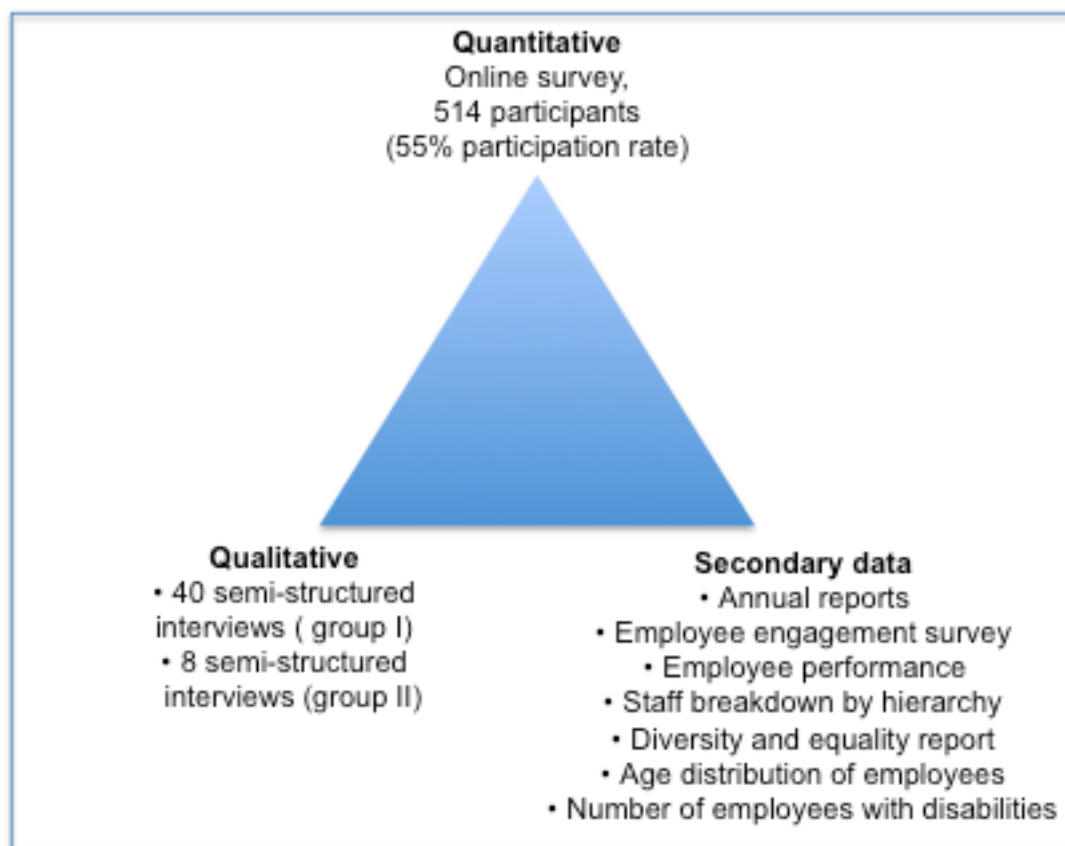 Quantitative
Online survey,
514 participants
(55% participation rate)
Qualitative
• 40 semi-structured
interviews ( group I)
• 8 semi-structured
interviews (group II)
Secondary data
• Annual reports
• Employee engagement survey
• Employee performance
• Staff breakdown by hierarchy
• Diversity and equality report
• Age distribution of employees
• Number of employees with disabilities